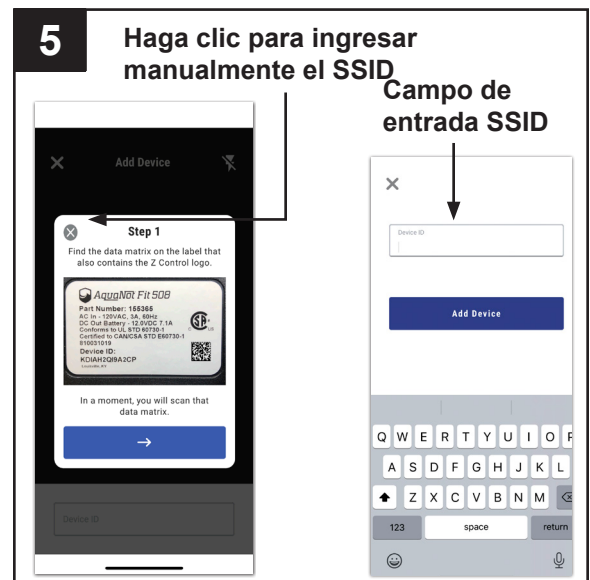 5
Haga clic para ingresar
manualmente el SSID
Campo de
entrada SSID
Add Device
Step 1
Find the data matrix on the label that
also contains the Z Control logo.
AquaNot Fit 508
Part Number: 155365
AC In - 120VAC, 3A, 60Hz
DC Out Battery - 12.0VDC 7.1A
Conforms to UL STD 60730-1
Certified to CAN/CSA STD E60730-1
810031019
Device ID:
KDIAH2QI9A2CP
Louisville, KY
In a moment, you will scan that
data matrix.
→
Device ID
Device ID
Add Device
Q W E R T Y U I O P
A S D F G H J K L
Z X C V B N M
123 space return